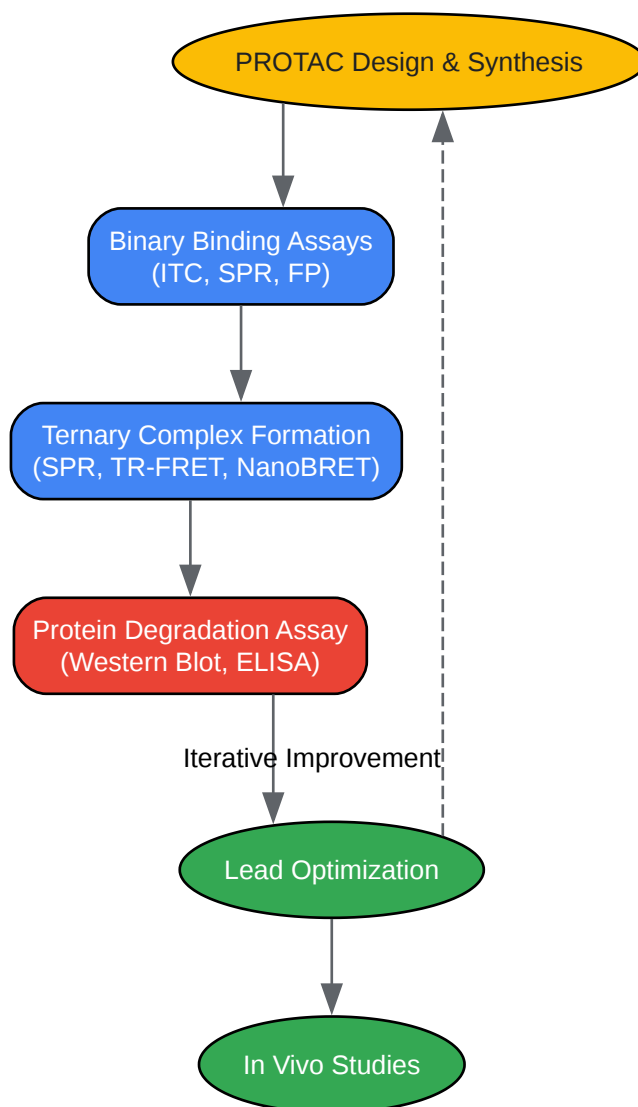 PROTAC Design & Synthesis
Binary Binding Assays
(ITC, SPR, FP)
Ternary Complex Formation
(SPR, TR-FRET, NanoBRET)
Protein Degradation Assay
(Western Blot, ELISA)
Iterative Improvement
Lead Optimization
In Vivo Studies